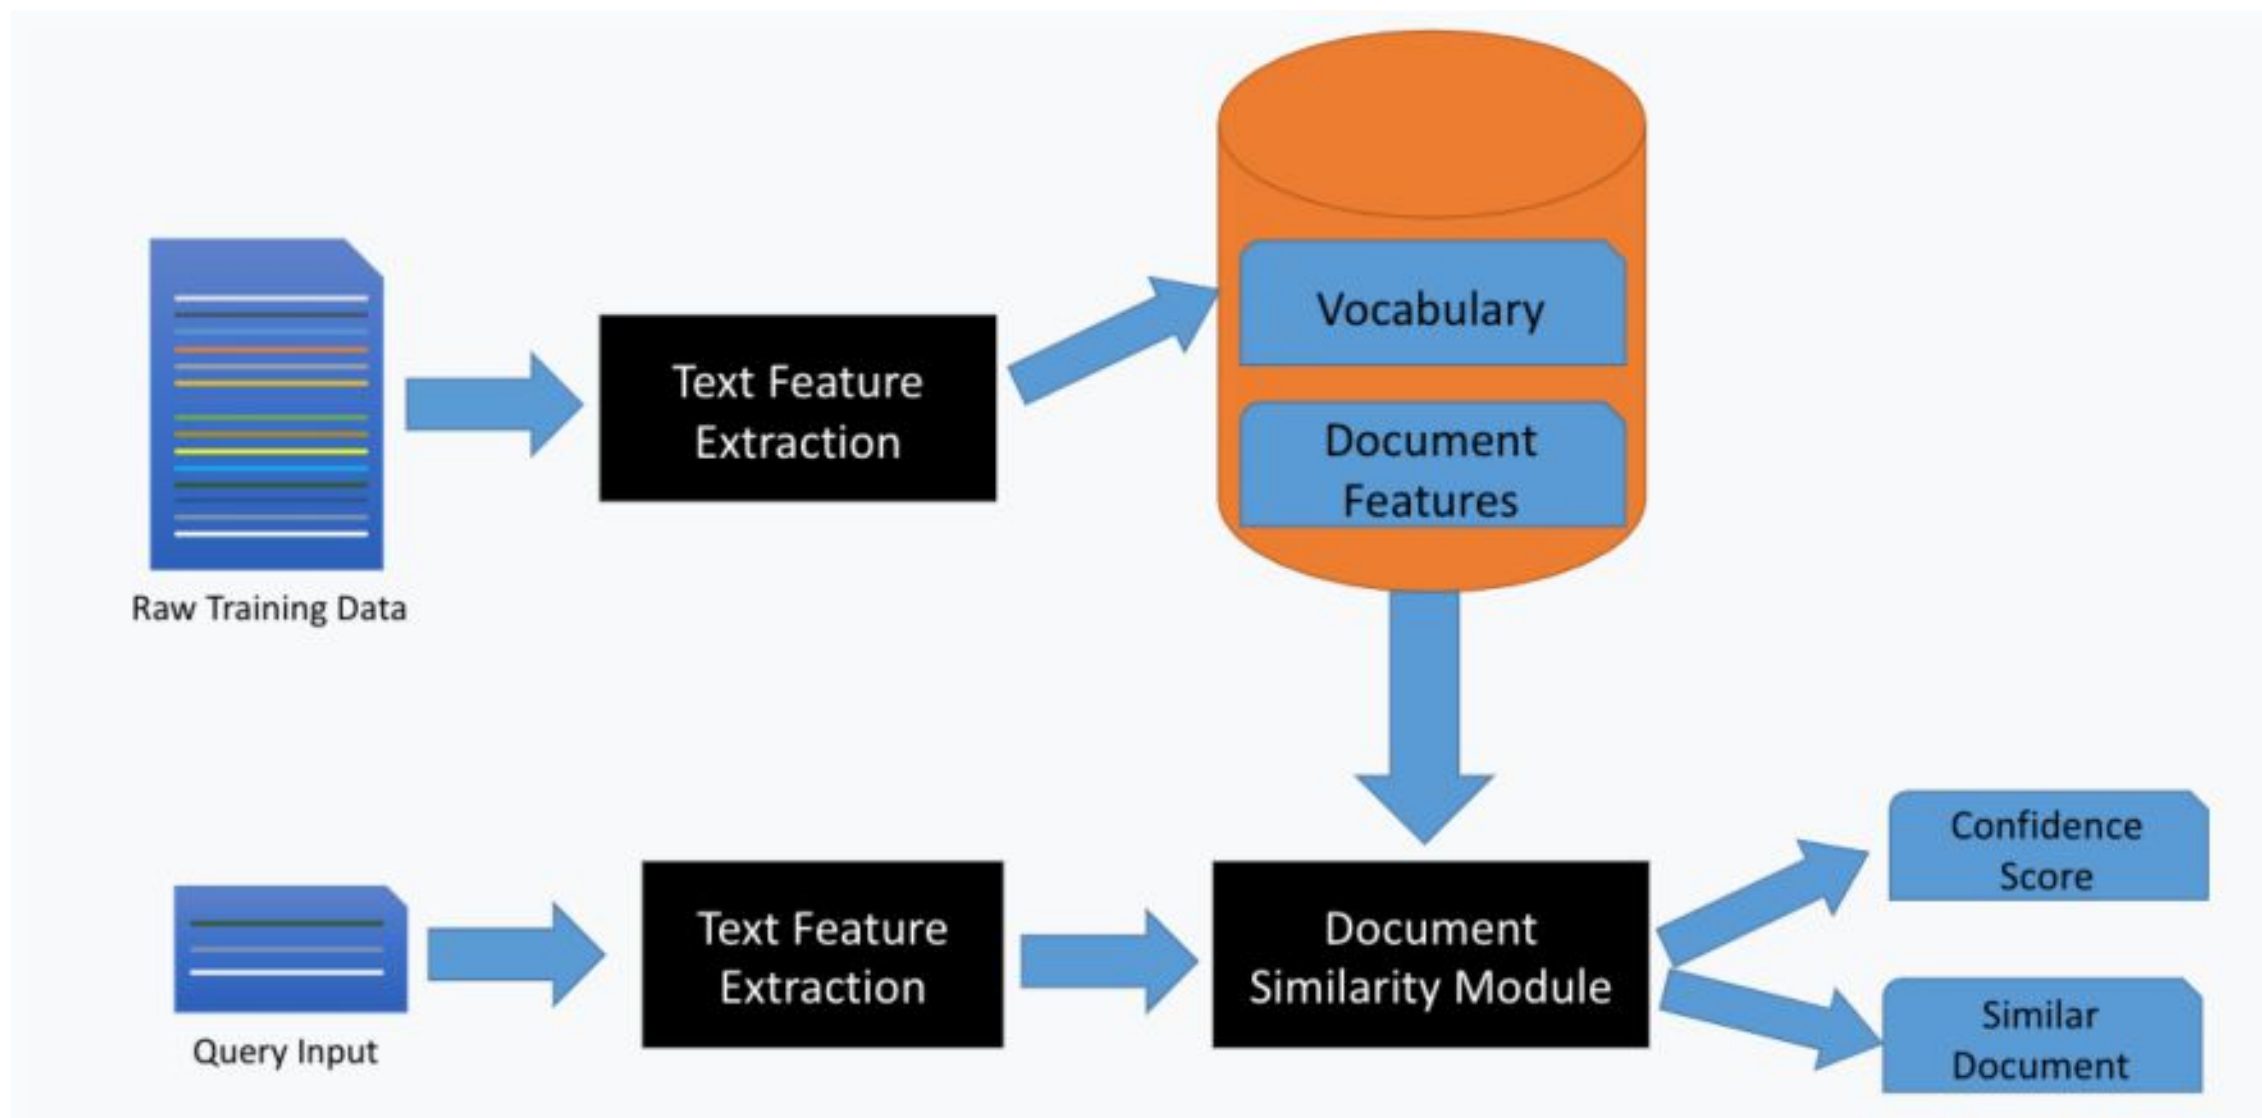 Vocabulary
Text Feature
Extraction
Document
Features
Raw Training Data
Confidence
Score
Text Feature
Extraction
Document
Similarity Module
Similar
Document
Query Input